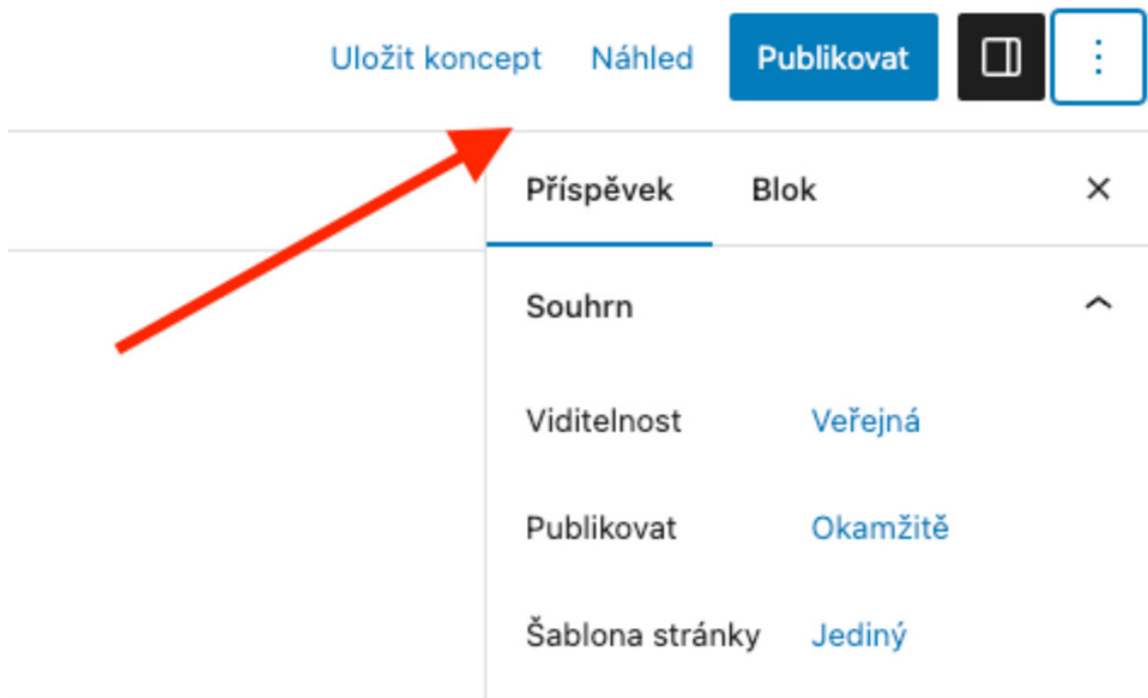 Uložit koncept Náhled Publikovat
Příspěvek Blok
Souhrn
Viditelnost Veřejná
Publikovat Okamžitě
Šablona stránky Jediný